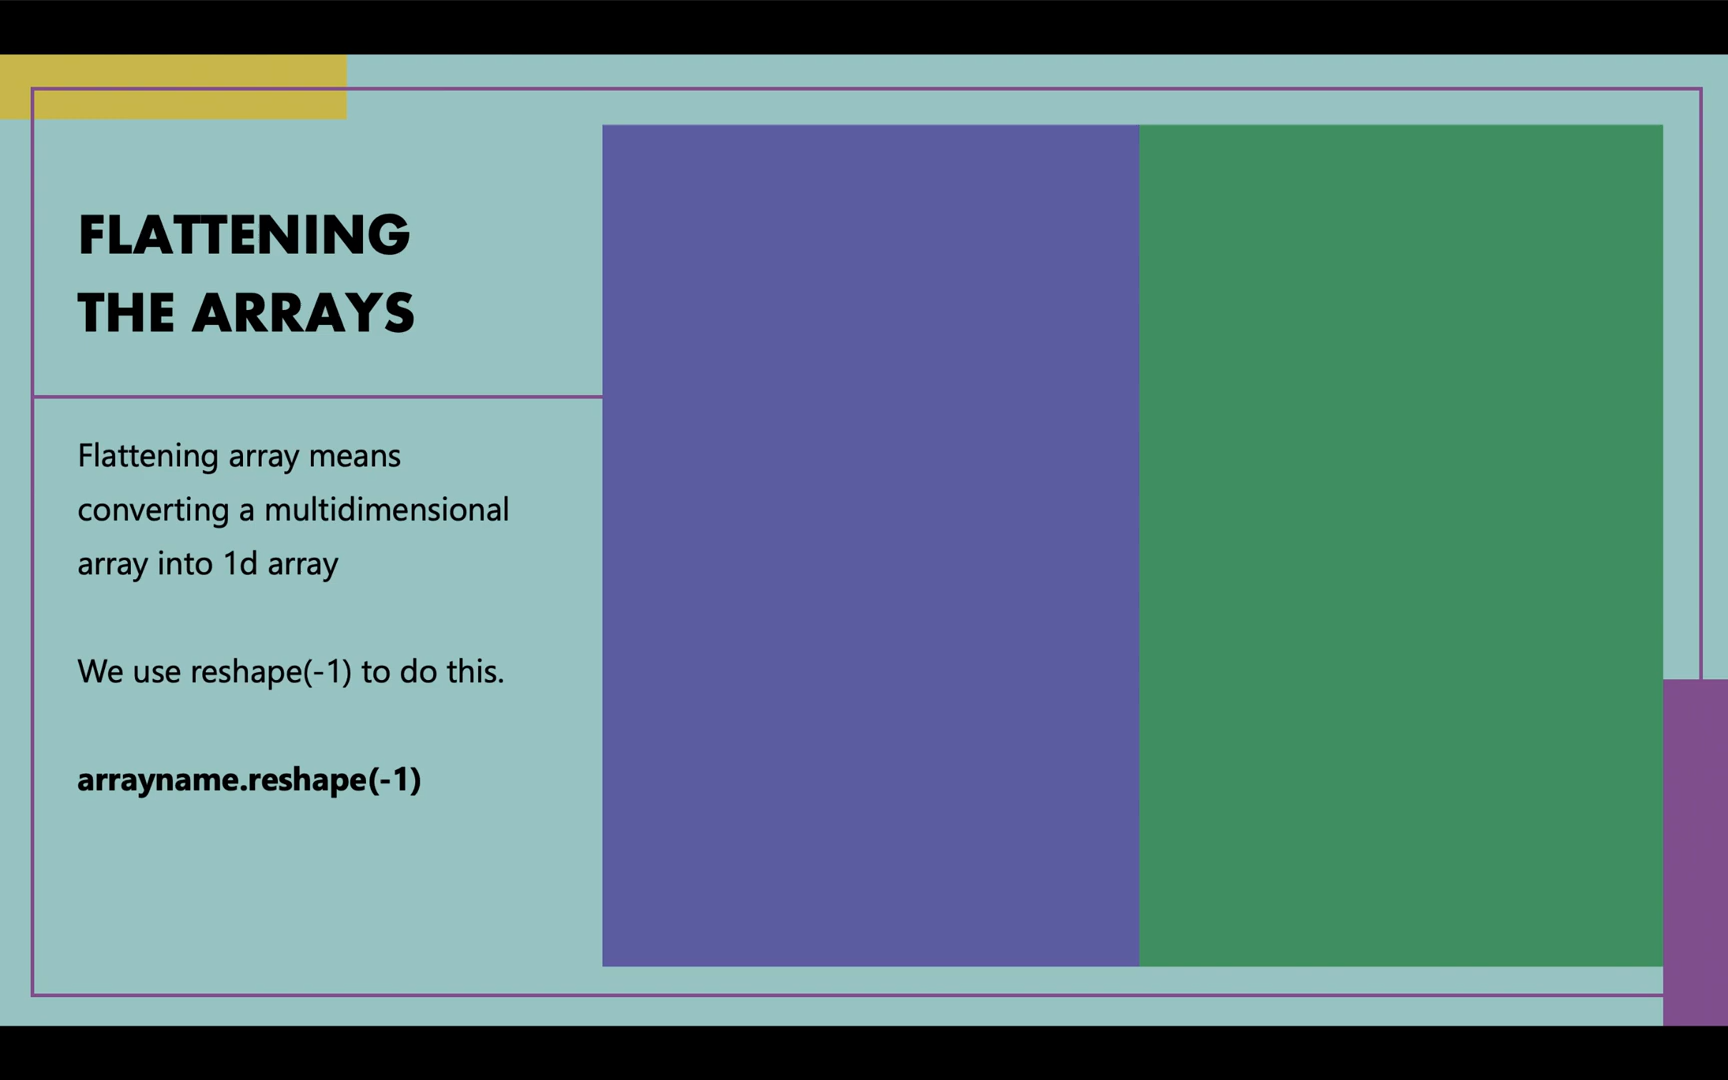 FLATTENING
THE ARRAYS
Flattening array means
converting a multidimensional
array into 1d array
We use reshape(-1) to do this.
arrayname.reshape(-1)